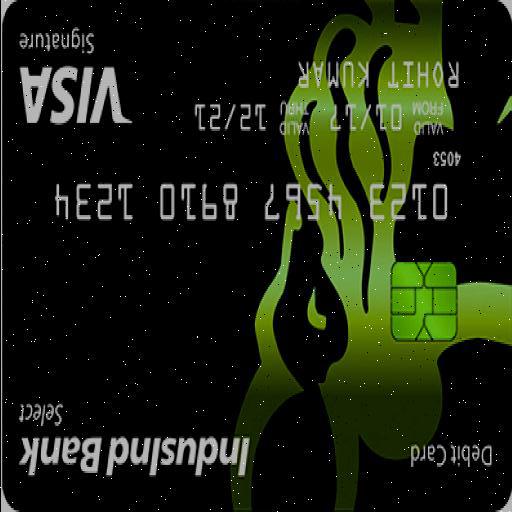 Debit Card
IndusInd Bank
Select
0123 4567 8910 1234
4053
VALID FROM 01/17 VALID THRU 12/21
ROHIT KUMAR
VISA
Signature